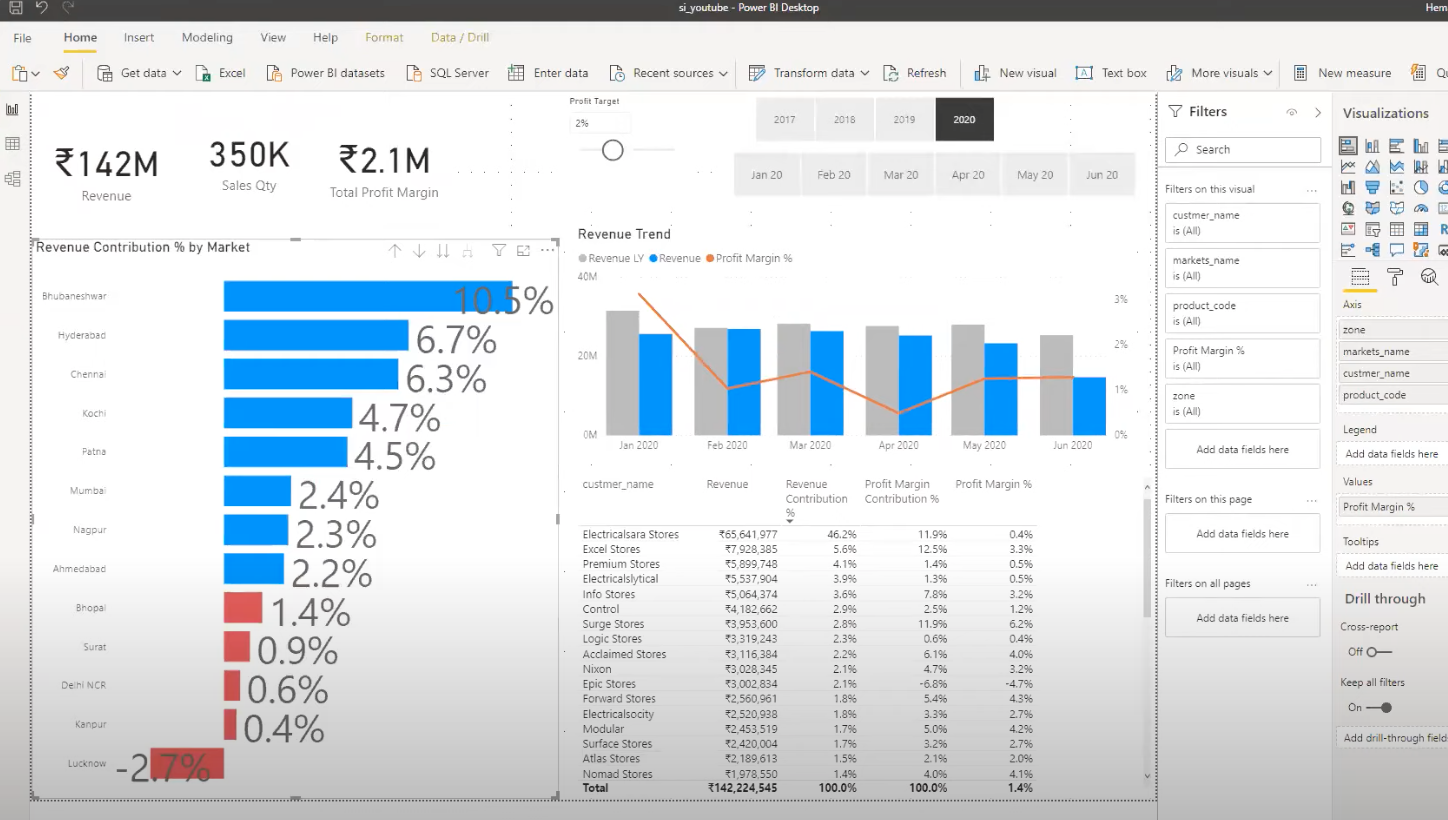 si_youtube - Power BI Desktop
Hem
File Home Insert Modeling View Help Format Data / Drill
Get data Excel Power BI datasets SQL Server Enter data Recent sources Transform data Refresh New visual Text box More visuals New measure
₹142M
Revenue
350K
Sales Qty
₹2.1M
Total Profit Margin
Profit Target
2%
2017 2018 2019 2020
Jan 20 Feb 20 Mar 20 Apr 20 May 20 Jun 20
Revenue Contribution % by Market
Bhubaneshwar 10.5%
Hyderabad 6.7%
Chennai 6.3%
Kochi 4.7%
Patna 4.5%
Mumbai 2.4%
Nagpur 2.3%
Ahmedabad 2.2%
Bhopal 1.4%
Surat 0.9%
Delhi NCR 0.6%
Kanpur 0.4%
Lucknow -2.7%
Revenue Trend
Revenue LY Revenue Profit Margin %
40M
20M
0M
3%
2%
1%
0%
Jan 2020 Feb 2020 Mar 2020 Apr 2020 May 2020 Jun 2020
custmer_name Revenue Revenue Profit Margin Profit Margin %
Contribution Contribution %
%
Electricalsara Stores ₹65,641,977 46.2% 11.9% 0.4%
Excel Stores ₹7,928,385 5.6% 12.5% 3.3%
Premium Stores ₹5,899,748 4.1% 1.4% 0.5%
Electricalslytical ₹5,537,904 3.9% 1.3% 0.5%
Info Stores ₹5,064,374 3.6% 7.8% 3.2%
Control ₹4,182,662 2.9% 2.5% 1.2%
Surge Stores ₹3,953,600 2.8% 11.9% 6.2%
Logic Stores ₹3,319,243 2.3% 0.6% 0.4%
Acclaimed Stores ₹3,116,384 2.2% 6.1% 4.0%
Nixon ₹3,028,345 2.1% 4.7% 3.2%
Epic Stores ₹3,002,834 2.1% -6.8% -4.7%
Forward Stores ₹2,560,961 1.8% 5.4% 4.3%
Electricalsocity ₹2,520,938 1.8% 3.3% 2.7%
Modular ₹2,453,519 1.7% 5.0% 4.2%
Surface Stores ₹2,420,004 1.7% 3.2% 2.7%
Atlas Stores ₹2,189,613 1.5% 2.1% 2.0%
Nomad Stores ₹1,978,550 1.4% 4.0% 4.1%
Total ₹142,224,545 100.0% 100.0% 1.4%
Filters
Search
Filters on this visual
custmer_name
is (All)
markets_name
is (All)
product_code
is (All)
Profit Margin %
is (All)
zone
is (All)
Add data fields here
Filters on this page
Add data fields here
Filters on all pages
Add data fields here
Visualizations
Axis
zone
markets_name
custmer_name
product_code
Legend
Add data fields here
Values
Profit Margin %
Tooltips
Add data fields here
Drill through
Cross-report
Off
Keep all filters
On
Add drill-through fields